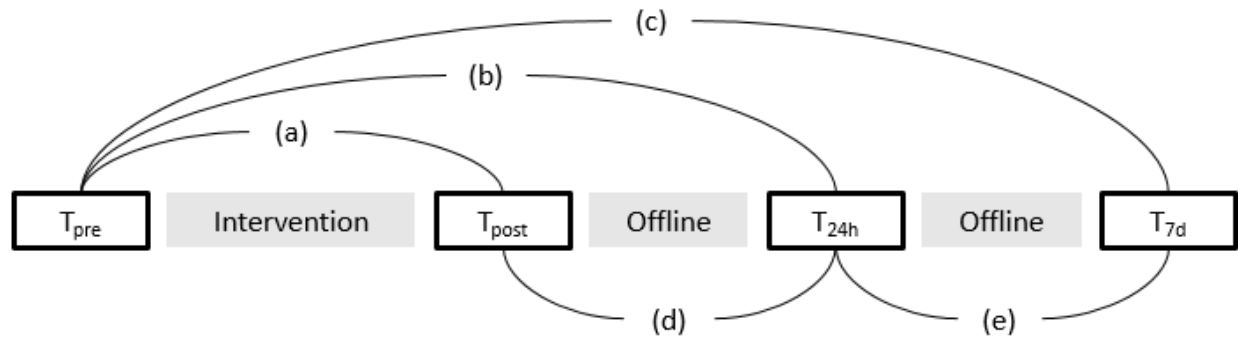 (c)
(b)
(a)
T_pre Intervention T_post Offline T_24h Offline T_7d
(d) (e)